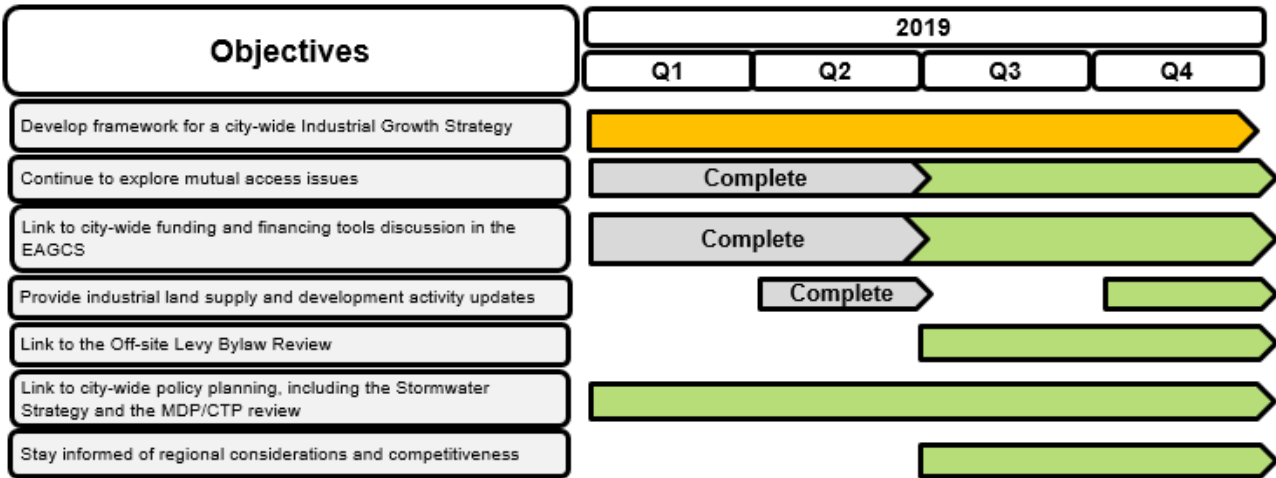 Objectives
2019
Q1 Q2 Q3 Q4
Develop framework for a city-wide Industrial Growth Strategy
Continue to explore mutual access issues
Complete
Link to city-wide funding and financing tools discussion in the
EAGCS
Complete
Provide industrial land supply and development activity updates
Complete
Link to the Off-site Levy Bylaw Review
Link to city-wide policy planning, including the Stormwater
Strategy and the MDP/CTP review
Stay informed of regional considerations and competitiveness